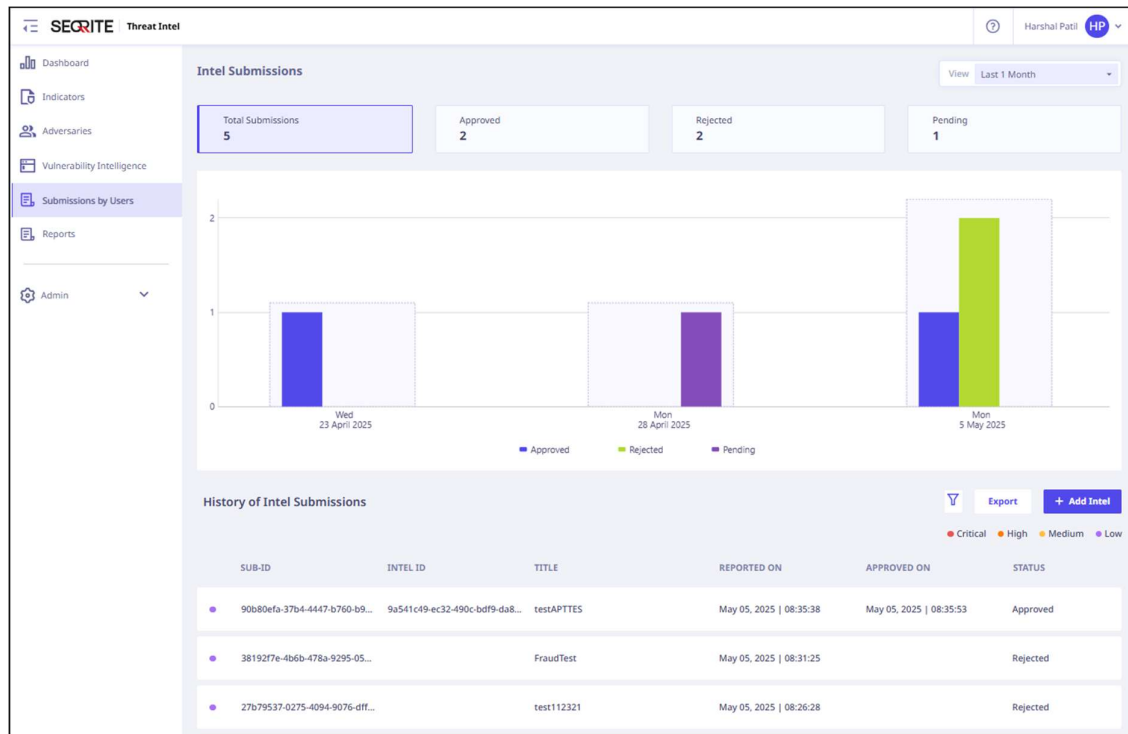 SEQRITE Threat Intel
Harshal Patil HP
Dashboard
Indicators
Adversaries
Vulnerability Intelligence
Submissions by Users
Reports
Admin
Intel Submissions
View Last 1 Month
Total Submissions
5
Approved
2
Rejected
2
Pending
1
2
1
0
Wed
23 April 2025
Mon
28 April 2025
Mon
5 May 2025
Approved Rejected Pending
History of Intel Submissions
Export + Add Intel
Critical High Medium Low
SUB-ID INTEL ID TITLE REPORTED ON APPROVED ON STATUS
90b80efa-37b4-4447-b760-b9... 9a541c49-ec32-490c-bdf9-da8... testAPTTES May 05, 2025 | 08:35:38 May 05, 2025 | 08:35:53 Approved
38192f7e-4b6b-478a-9295-05... FraudTest May 05, 2025 | 08:31:25 Rejected
27b79537-0275-4094-9076-dff... test112321 May 05, 2025 | 08:26:28 Rejected